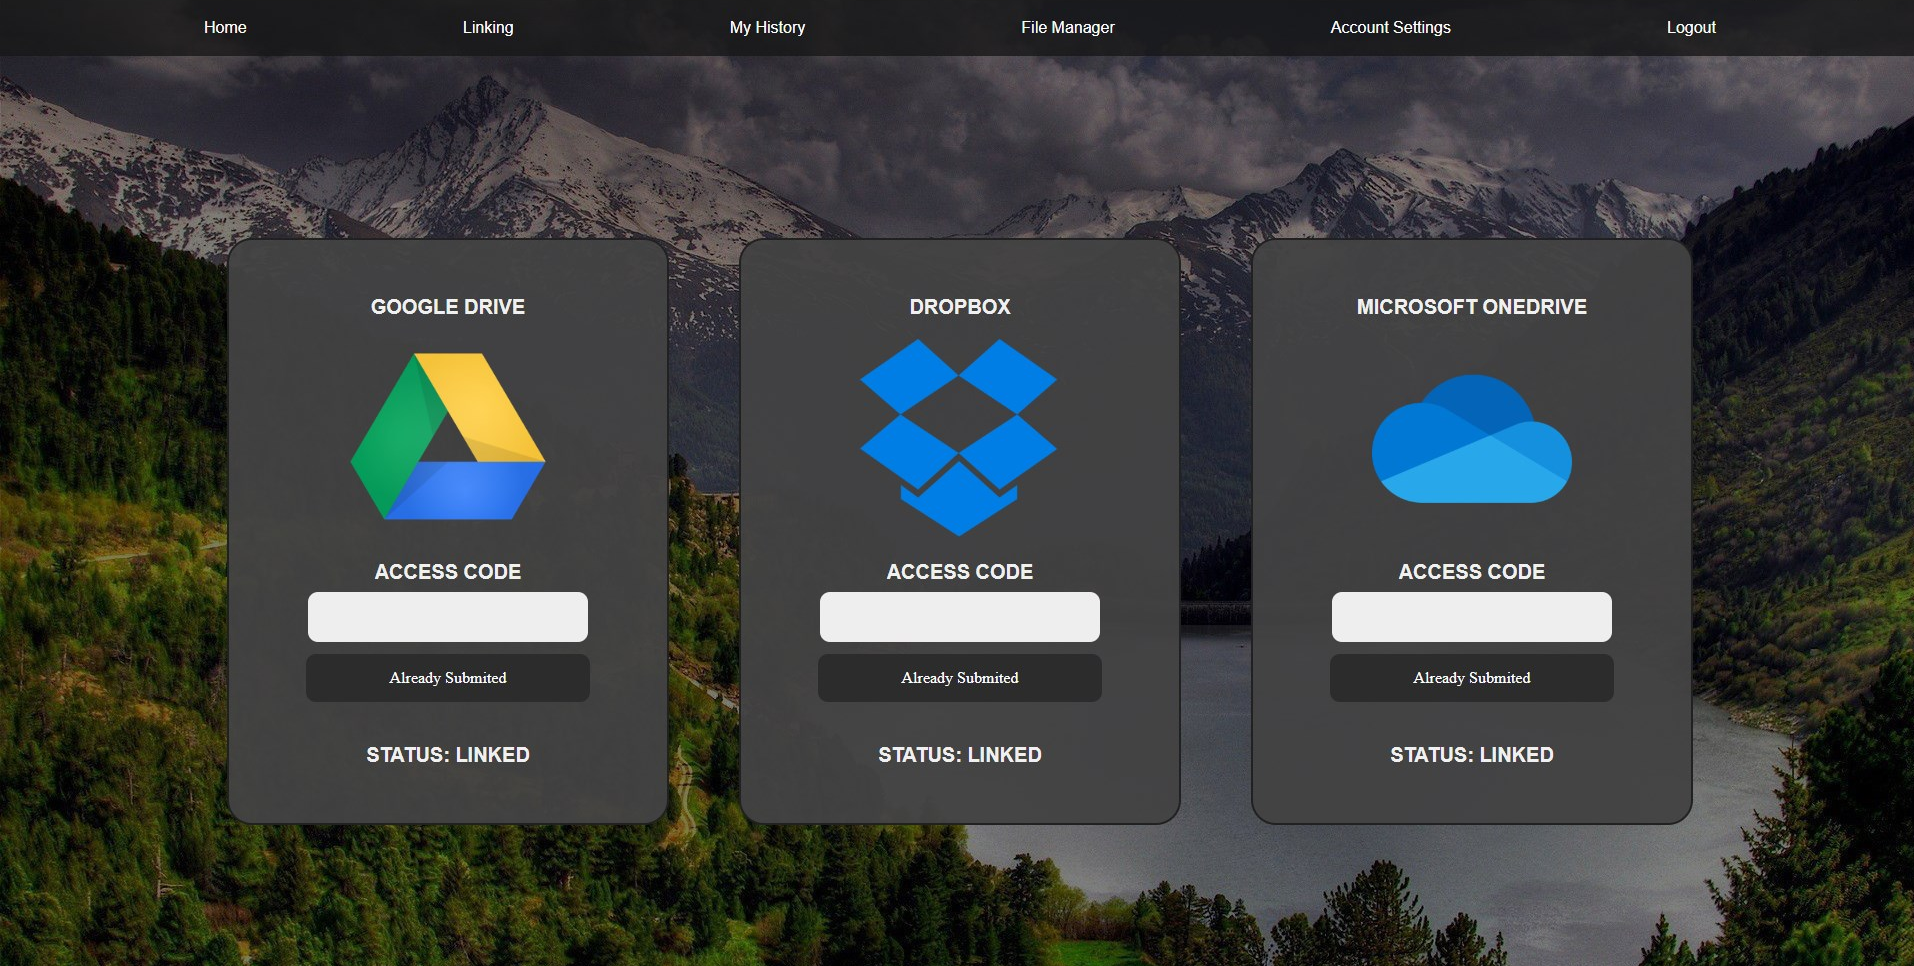 Home
Linking
My History
File Manager
Account Settings
Logout
GOOGLE DRIVE
ACCESS CODE
Already Submited
STATUS: LINKED
DROPBOX
ACCESS CODE
Already Submited
STATUS: LINKED
MICROSOFT ONEDRIVE
ACCESS CODE
Already Submited
STATUS: LINKED